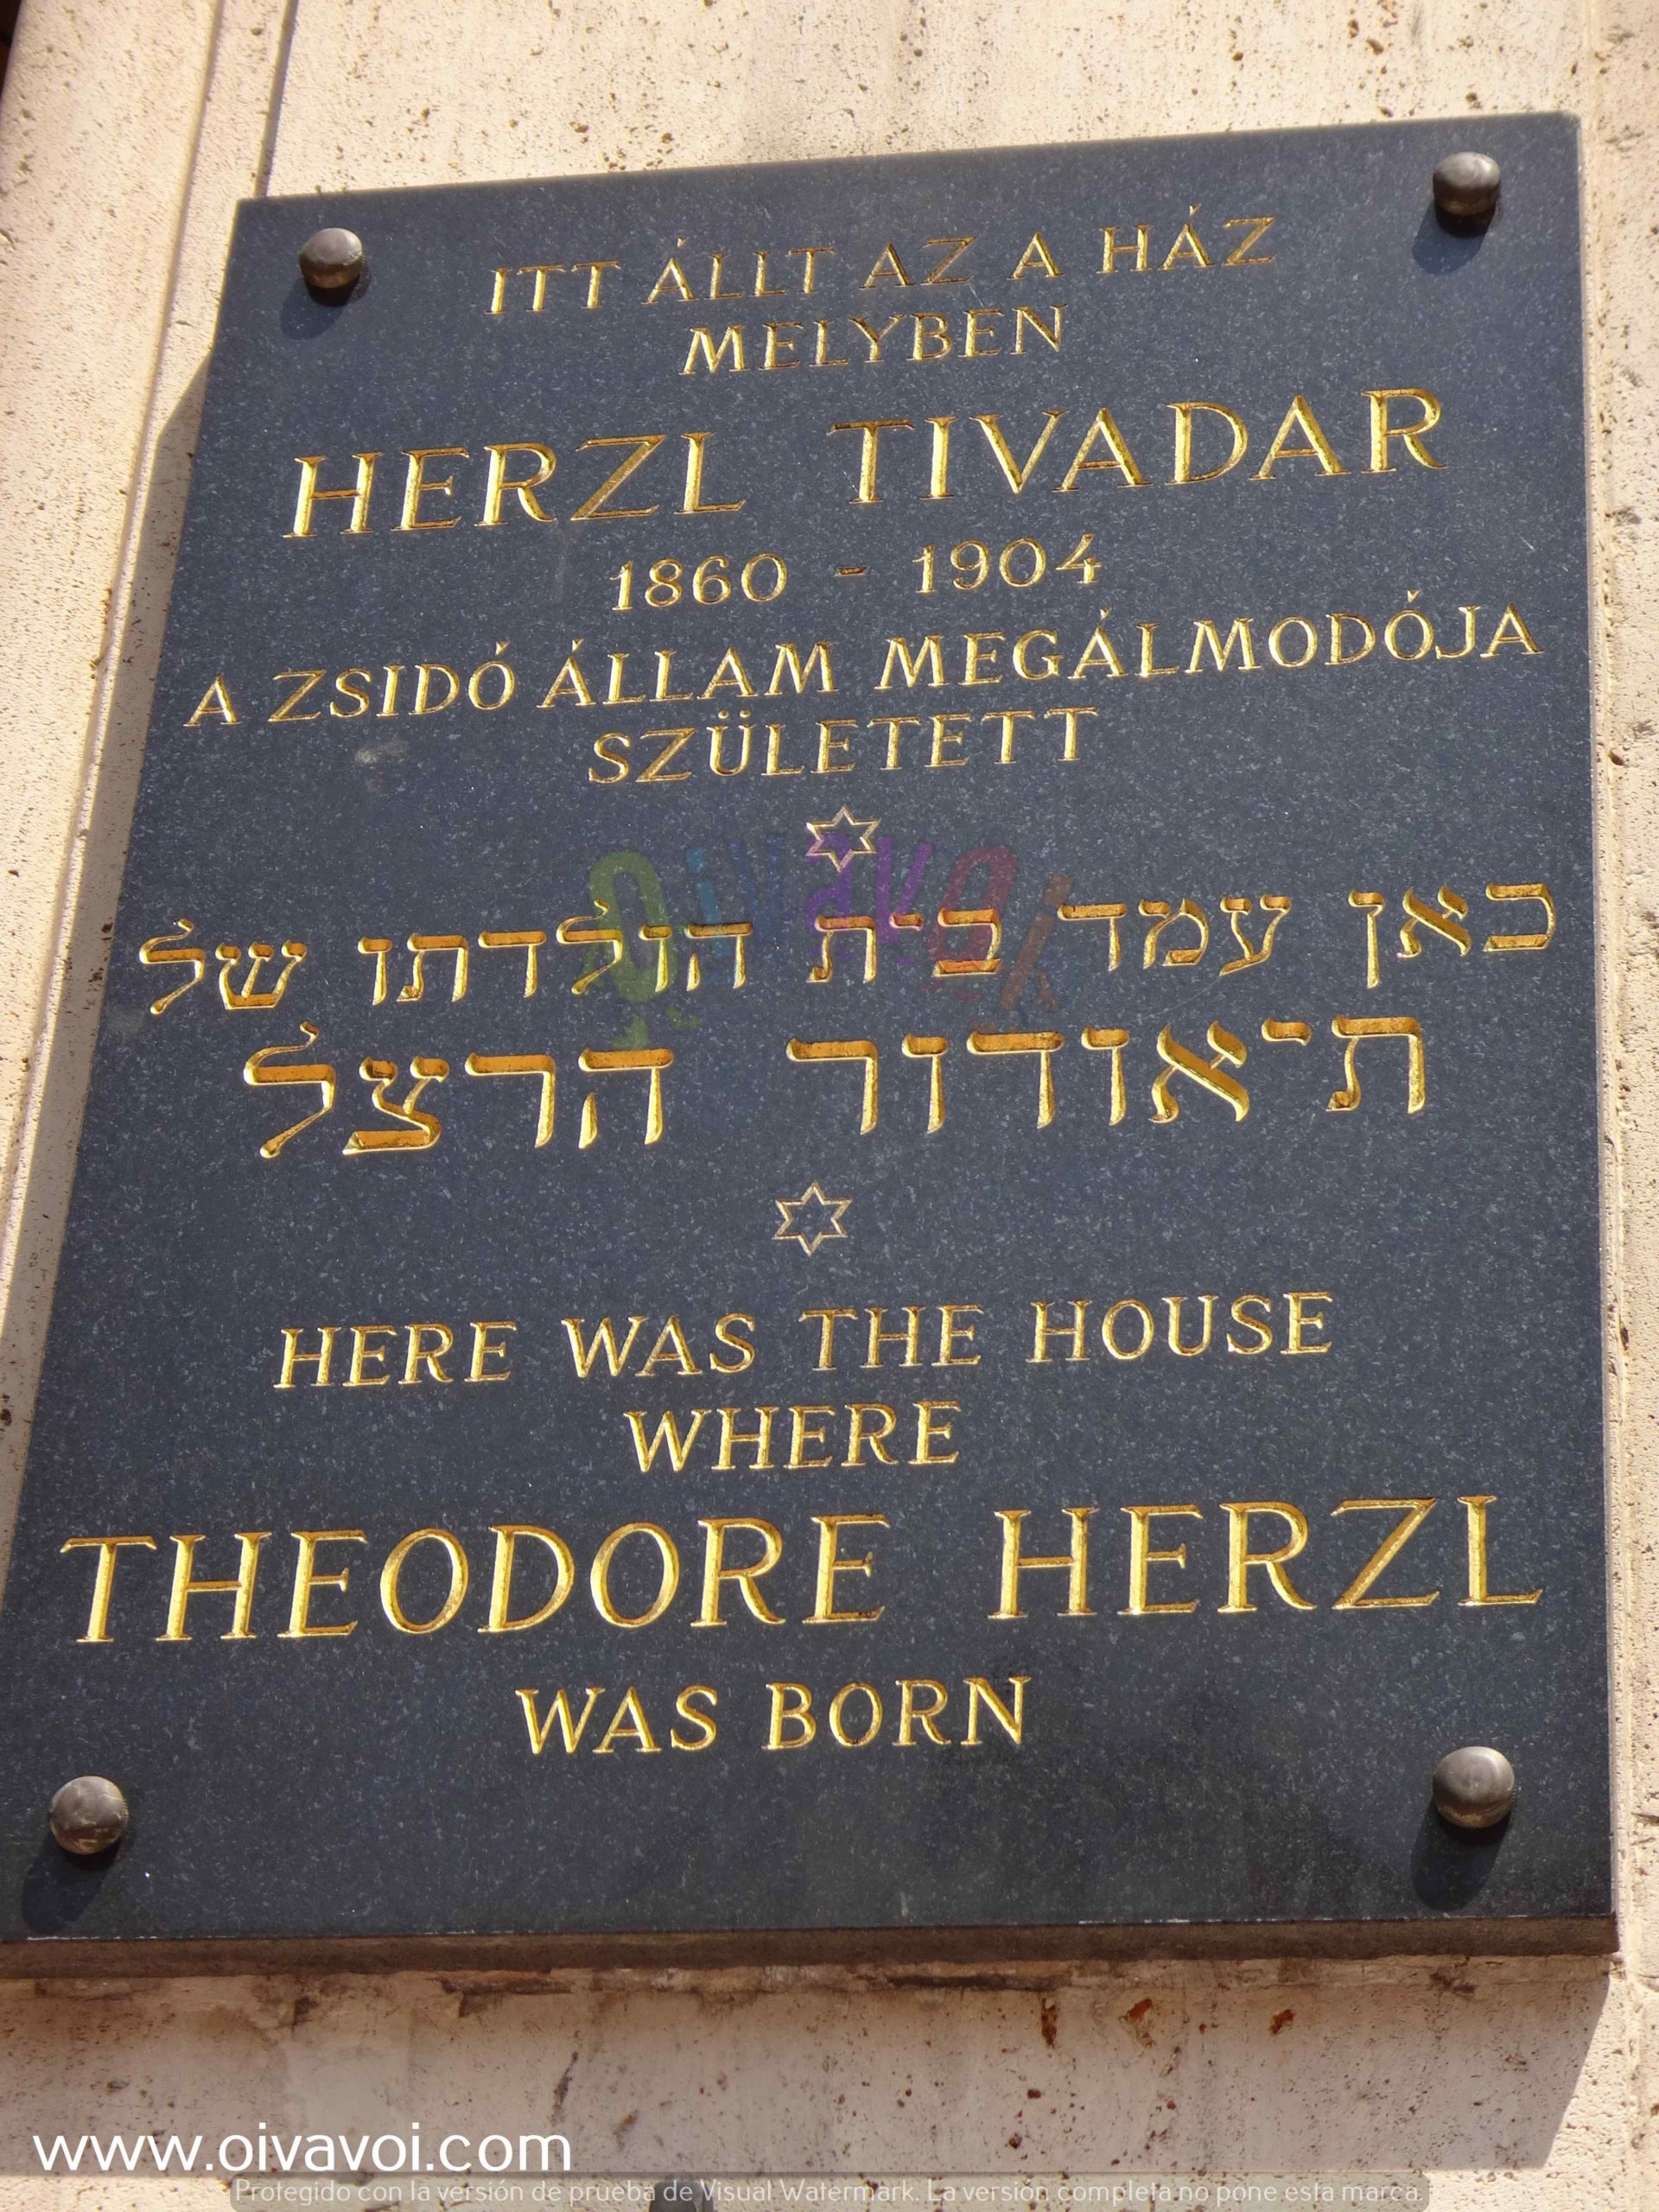 ITT ÁLLT AZ A HÁZ
MELYBEN
HERZL TIVADAR
1860 - 1904
A ZSIDÓ ÁLLAM MEGÁLMODÓJA
SZÜLETETT
oivavoi
כאן עמד בית הולדתו של
תיאודור הרצל
HERE WAS THE HOUSE
WHERE
THEODORE HERZL
WAS BORN
www.oivavoi.com
Protegido con la versión de prueba de Visual Watermark. La versión completa no pone esta marca.